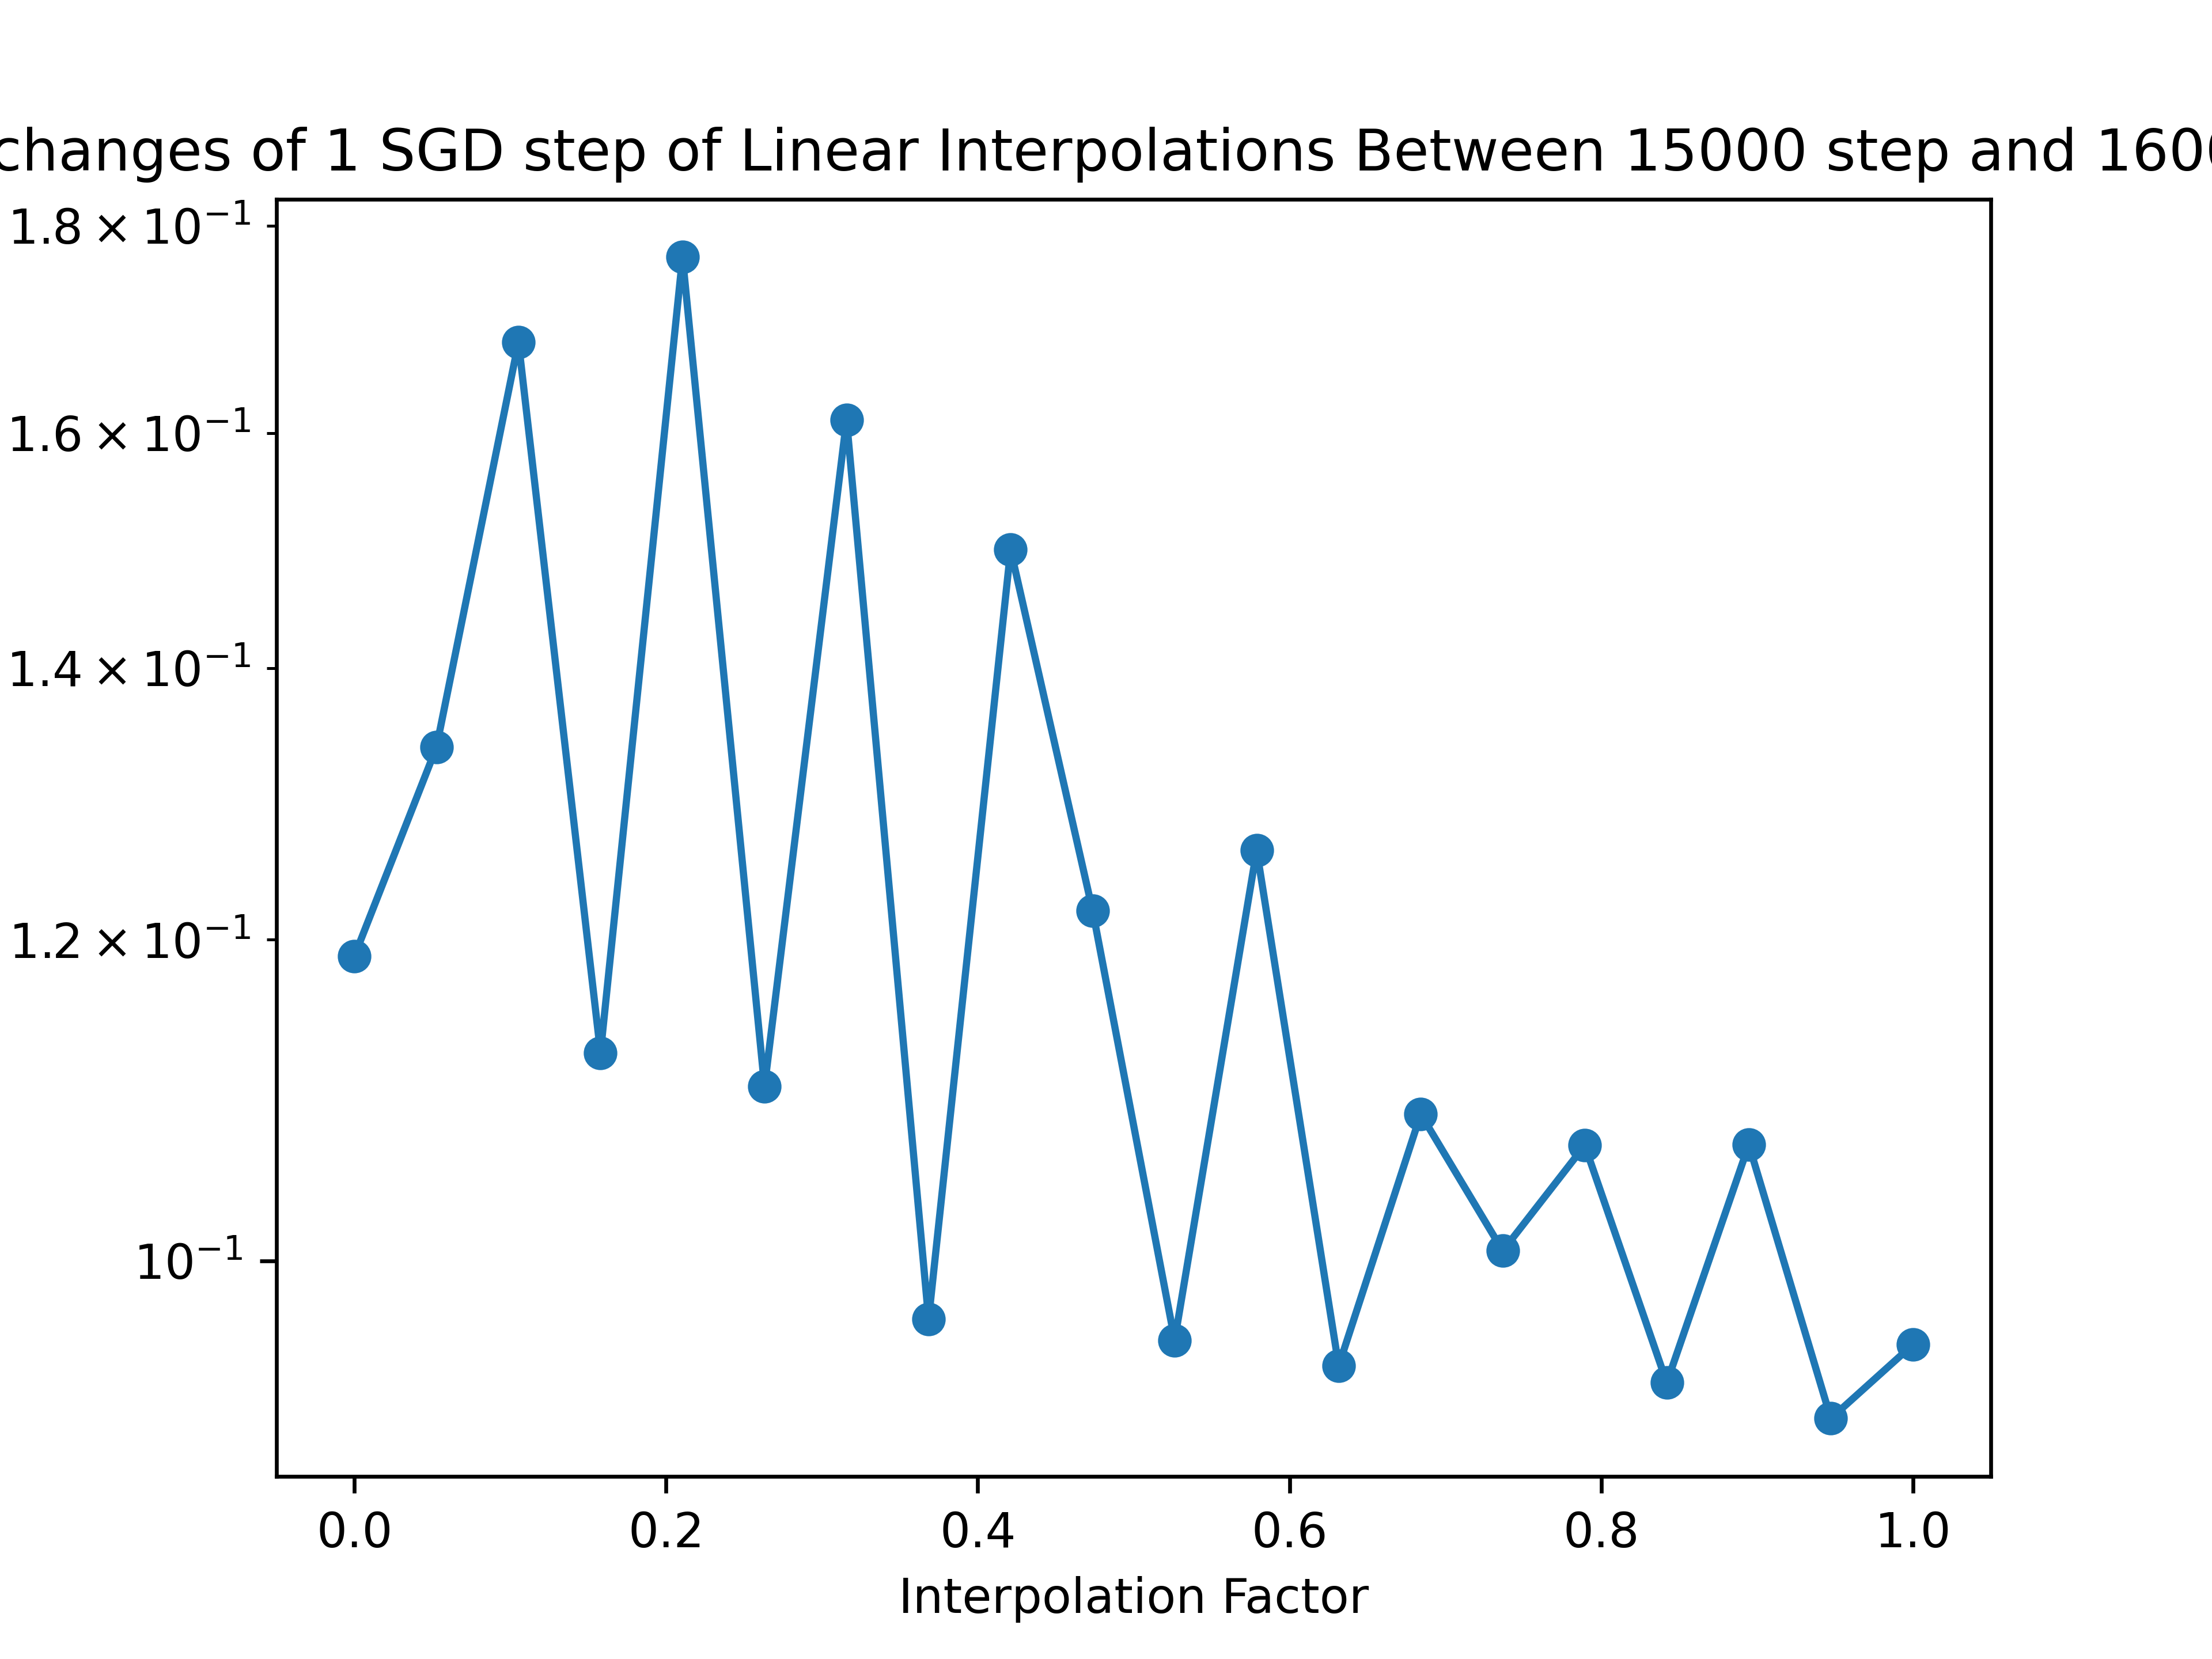 changes of 1 SGD step of Linear Interpolations Between 15000 step and 1600
1.8 × 10⁻¹
1.6 × 10⁻¹
1.4 × 10⁻¹
1.2 × 10⁻¹
10⁻¹
0.0 0.2 0.4 0.6 0.8 1.0
Interpolation Factor